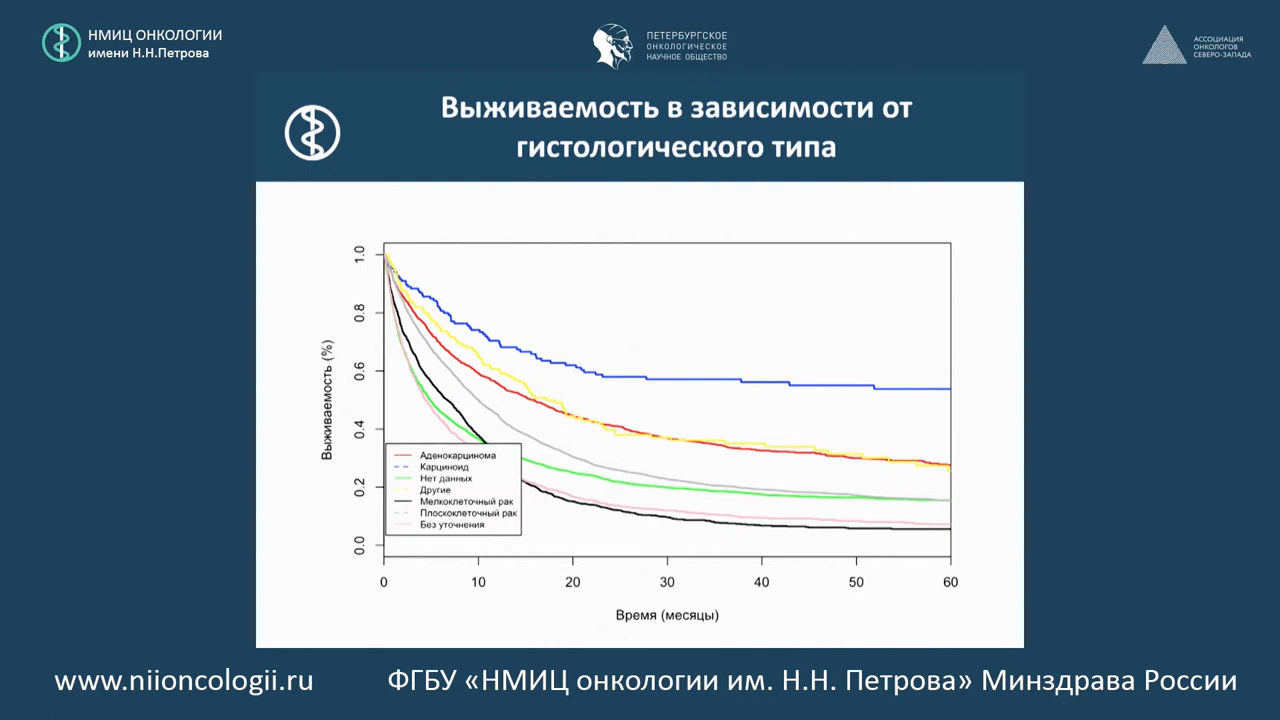 НМИЦ ОНКОЛОГИИ
имени Н.Н.Петрова
ПЕТЕРБУРГСКОЕ
ОНКОЛОГИЧЕСКОЕ
НАУЧНОЕ ОБЩЕСТВО
АССОЦИАЦИЯ
ОНКОЛОГОВ
СЕВЕРО-ЗАПАДА
Выживаемость в зависимости от
гистологического типа
Выживаемость (%)
1.0
0.8
0.6
0.4
0.2
0.0
Аденокарцинома
Карциноид
Нет данных
Другие
Мелкоклеточный рак
Плоскоклеточный рак
Без уточнения
0 10 20 30 40 50 60
Время (месяцы)
www.niioncologii.ru
ФГБУ «НМИЦ онкологии им. Н.Н. Петрова» Минздрава России